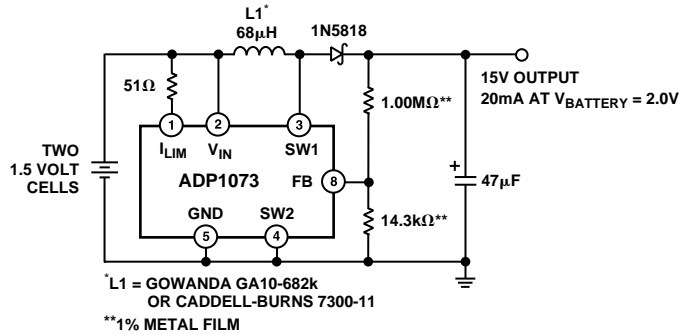 L1*
68µH
1N5818
51Ω
15V OUTPUT
20mA AT VBATTERY = 2.0V
1.00MΩ**
1
2
3
ILIM
VIN
SW1
TWO
1.5 VOLT
CELLS
ADP1073
FB
8
+
47µF
GND
SW2
14.3kΩ**
5
4
*L1 = GOWANDA GA10-682k
OR CADDELL-BURNS 7300-11
**1% METAL FILM